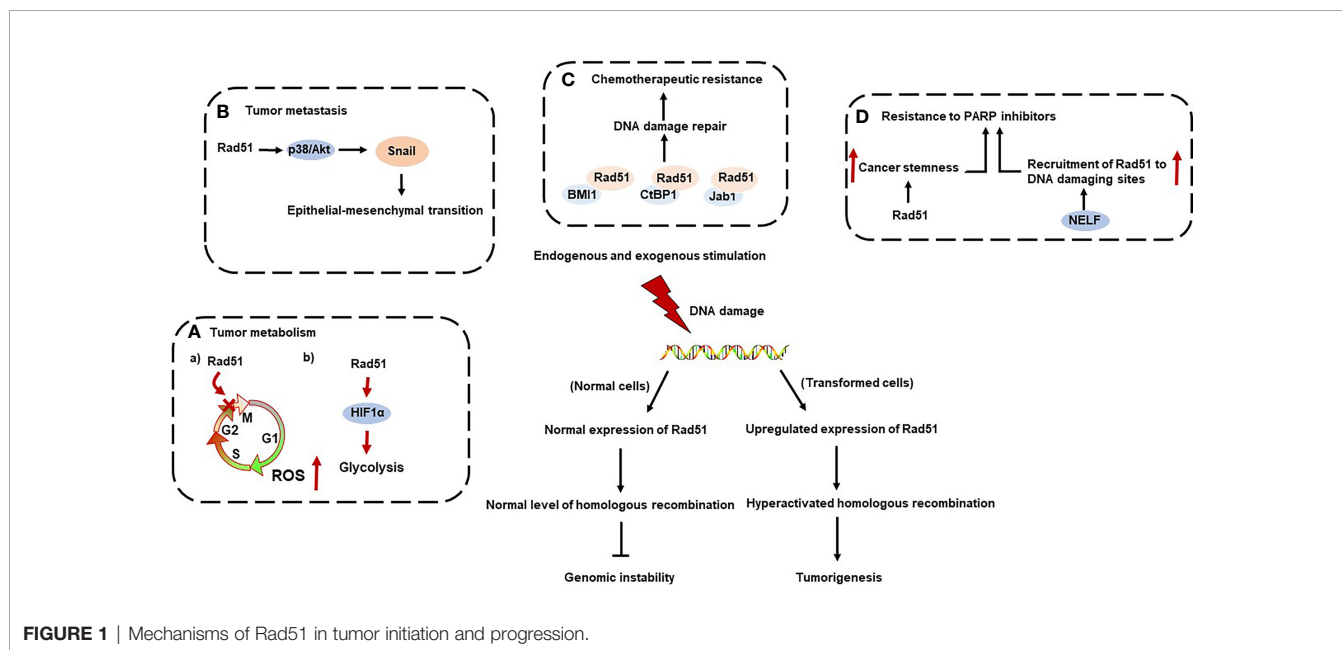 B Tumor metastasis
Rad51
p38/Akt
Snail
Epithelial-mesenchymal transition
C Chemotherapeutic resistance
DNA damage repair
Rad51
BMI1
Rad51
CtBP1
Rad51
Jab1
D Resistance to PARP inhibitors
Cancer stemness
Rad51
Recruitment of Rad51 to
DNA damaging sites
NELF
A Tumor metabolism
a) Rad51
M
G2
G1
S
ROS
b) Rad51
HIF1α
Glycolysis
Endogenous and exogenous stimulation
DNA damage
(Normal cells)
(Transformed cells)
Normal expression of Rad51
Upregulated expression of Rad51
Normal level of homologous recombination
Hyperactivated homologous recombination
Genomic instability
Tumorigenesis
FIGURE 1 | Mechanisms of Rad51 in tumor initiation and progression.